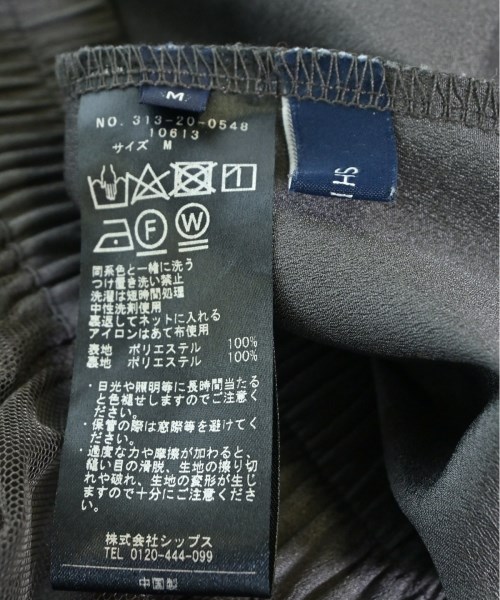 M
NO. 313-20-0548
10613
サイズ M
F W
同系色と一緒に洗う
つけ置き洗い禁止
洗濯は短時間処理
中性洗剤使用
裏返してネットに入れる
アイロンはあて布使用
表地 ポリエステル 100%
裏地 ポリエステル 100%
・日光や照明等に長時間当たる
と色褪せしますのでご注意く
ださい。
・保管の際は窓際等を避けてく
ださい。
・過度な力や摩擦が加わると、
縫い目の滑脱、生地の擦り切
れや破れ、生地の変形が生じ
ますので十分にご注意くださ
い。
株式会社シップス
TEL 0120-444-099
中国製